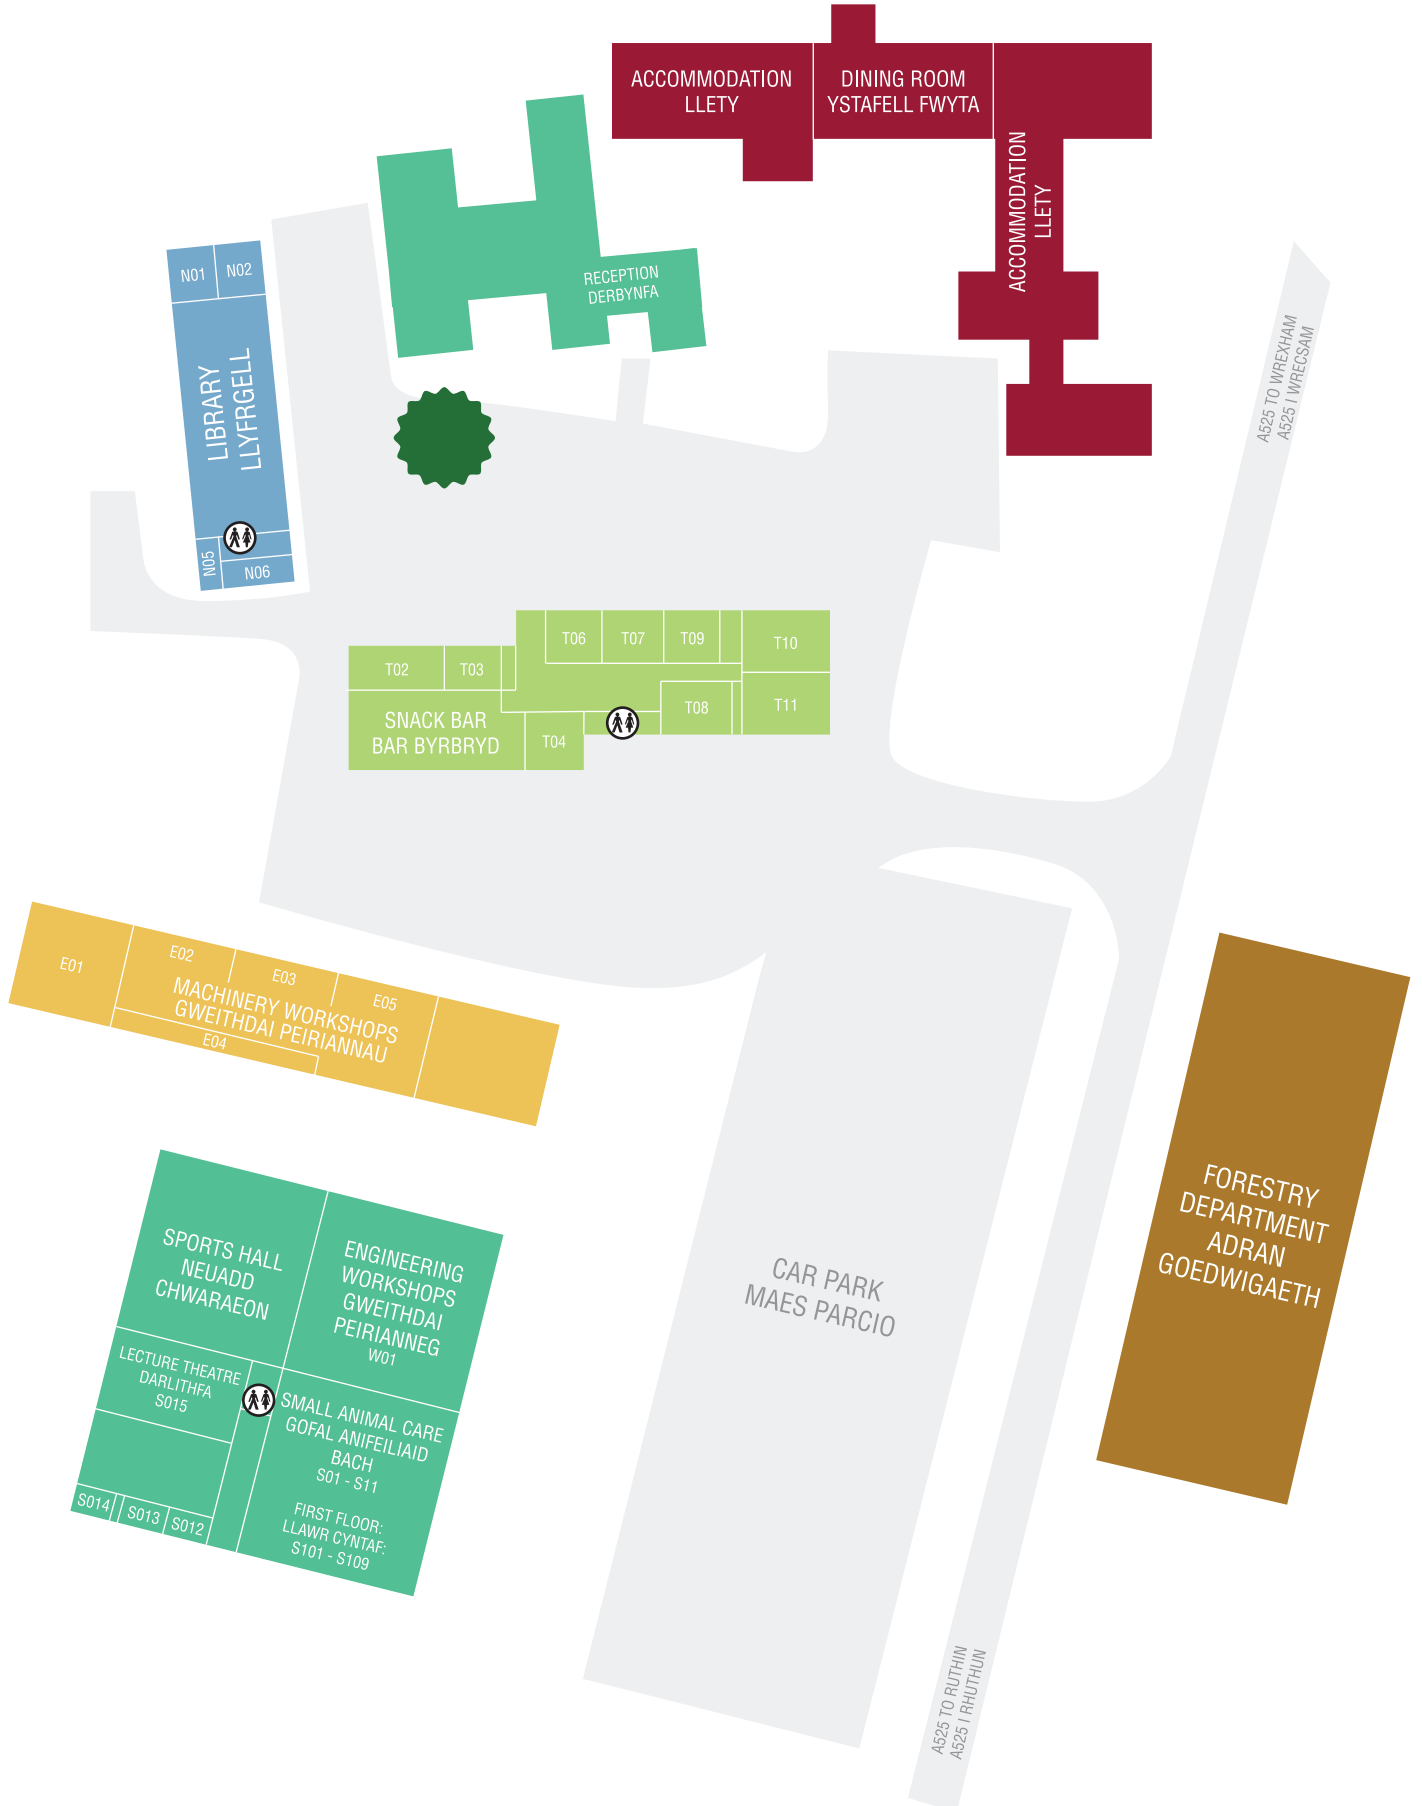 ACCOMMODATION
LLETY
DINING ROOM
YSTAFELL FWYTA
ACCOMMODATION
LLETY
RECEPTION
DERBYNFA
N01
N02
LIBRARY
LLYFRGELL
N05
N06
A525 TO WREXHAM
A525 I WRECSAM
T02
T03
T06
T07
T09
T10
T08
T11
SNACK BAR
BAR BYRBRYD
T04
E01
E02
E03
E05
MACHINERY WORKSHOPS
GWEITHDAI PEIRIANNAU
E04
SPORTS HALL
NEUADD
CHWARAEON
ENGINEERING
WORKSHOPS
GWEITHDAI
PEIRIANNEG
W01
LECTURE THEATRE
DARLITHFA
S015
SMALL ANIMAL CARE
GOFAL ANIFEILIAID
BACH
S01 - S11
FIRST FLOOR:
LLAWR CYNTAF:
S101 - S109
S014
S013
S012
CAR PARK
MAES PARCIO
FORESTRY
DEPARTMENT
ADRAN
GOEDWIGAETH
A525 TO RUTHIN
A525 I RHUTHUN